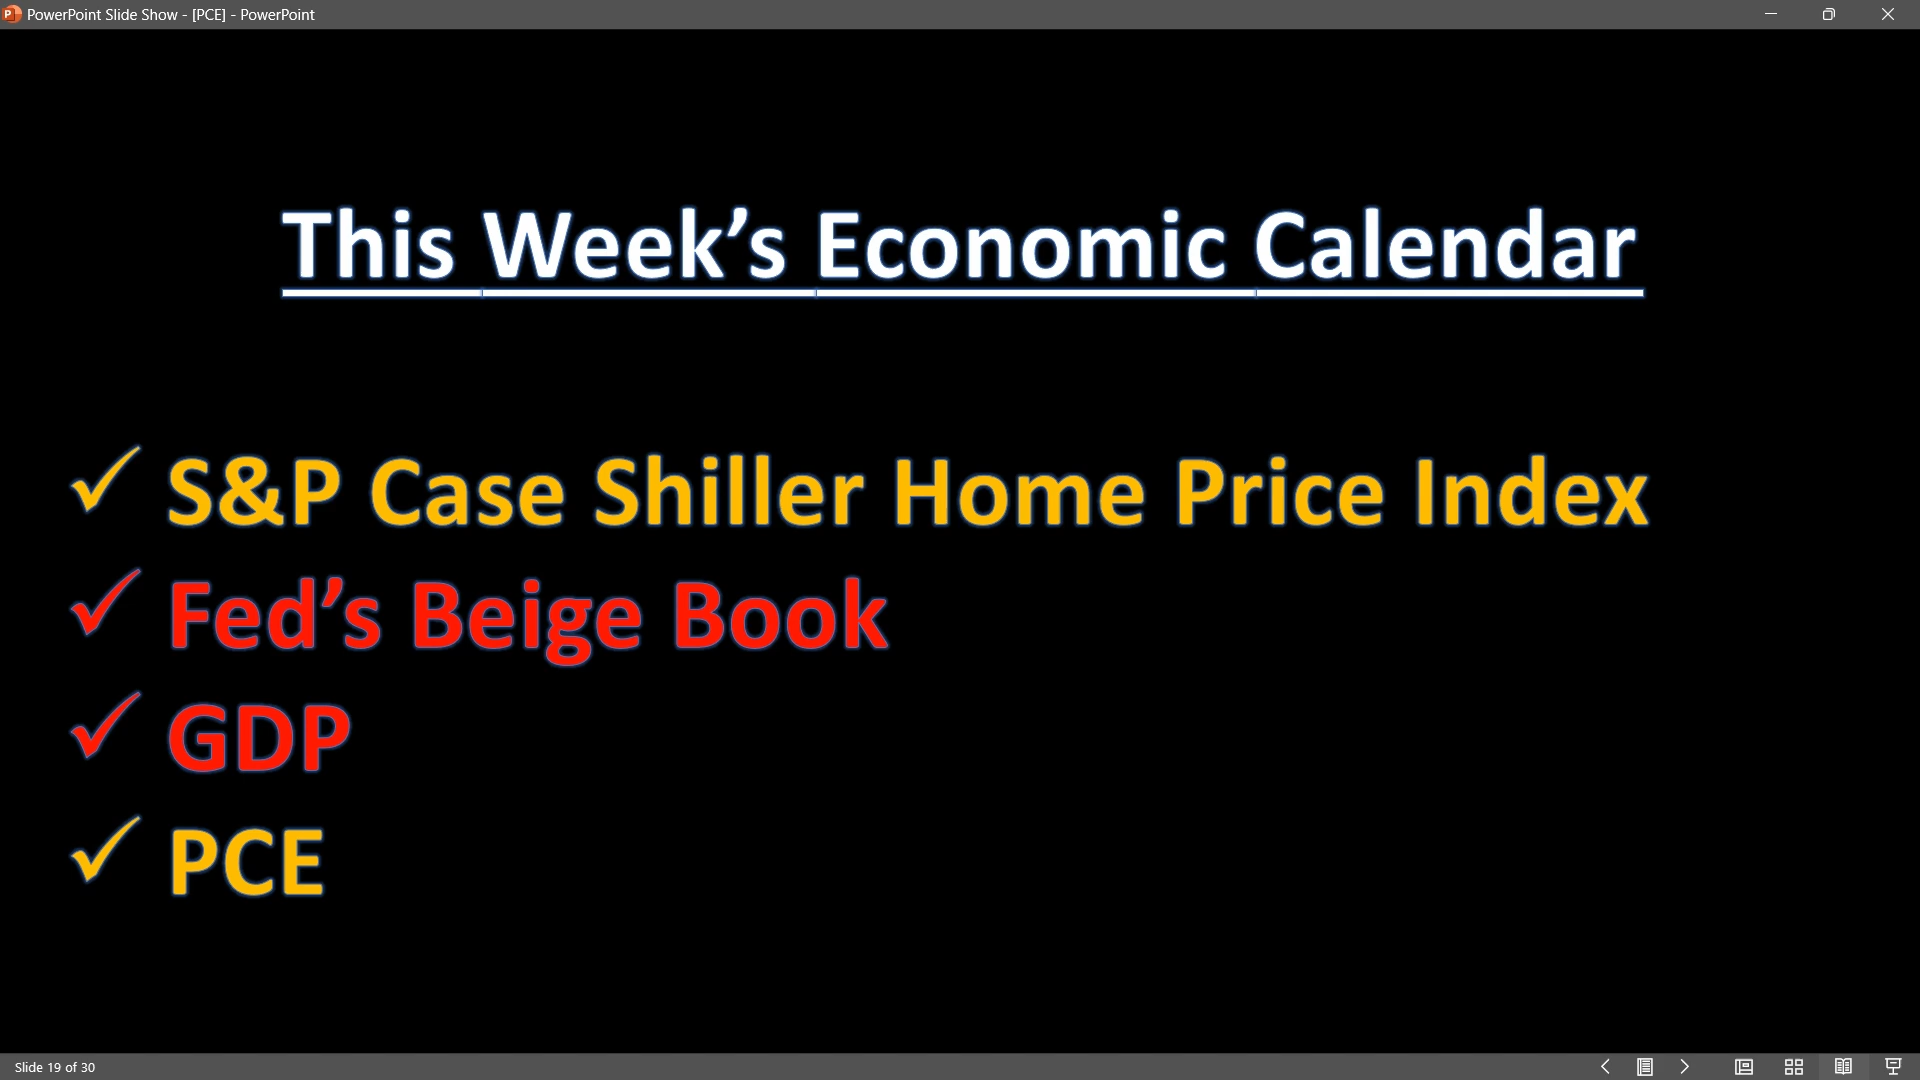 PowerPoint Slide Show - [PCE] - PowerPoint
This Week’s Economic Calendar
✓ S&P Case Shiller Home Price Index
✓ Fed’s Beige Book
✓ GDP
✓ PCE
Slide 19 of 30